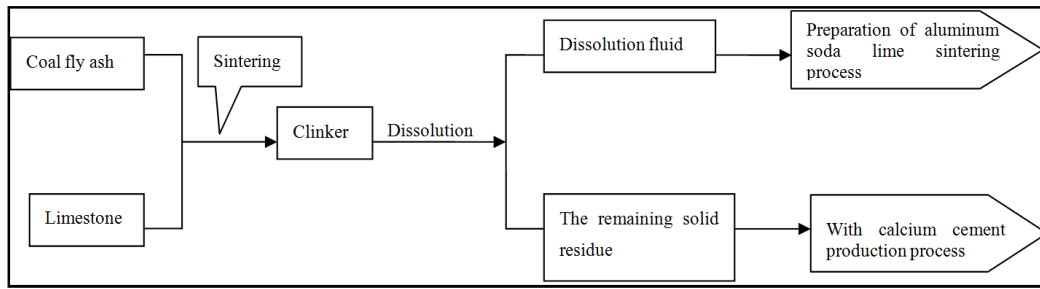 Coal fly ash
Limestone
Sintering
Clinker
Dissolution
Dissolution fluid
Preparation of aluminum
soda lime sintering
process
The remaining solid
residue
With calcium cement
production process